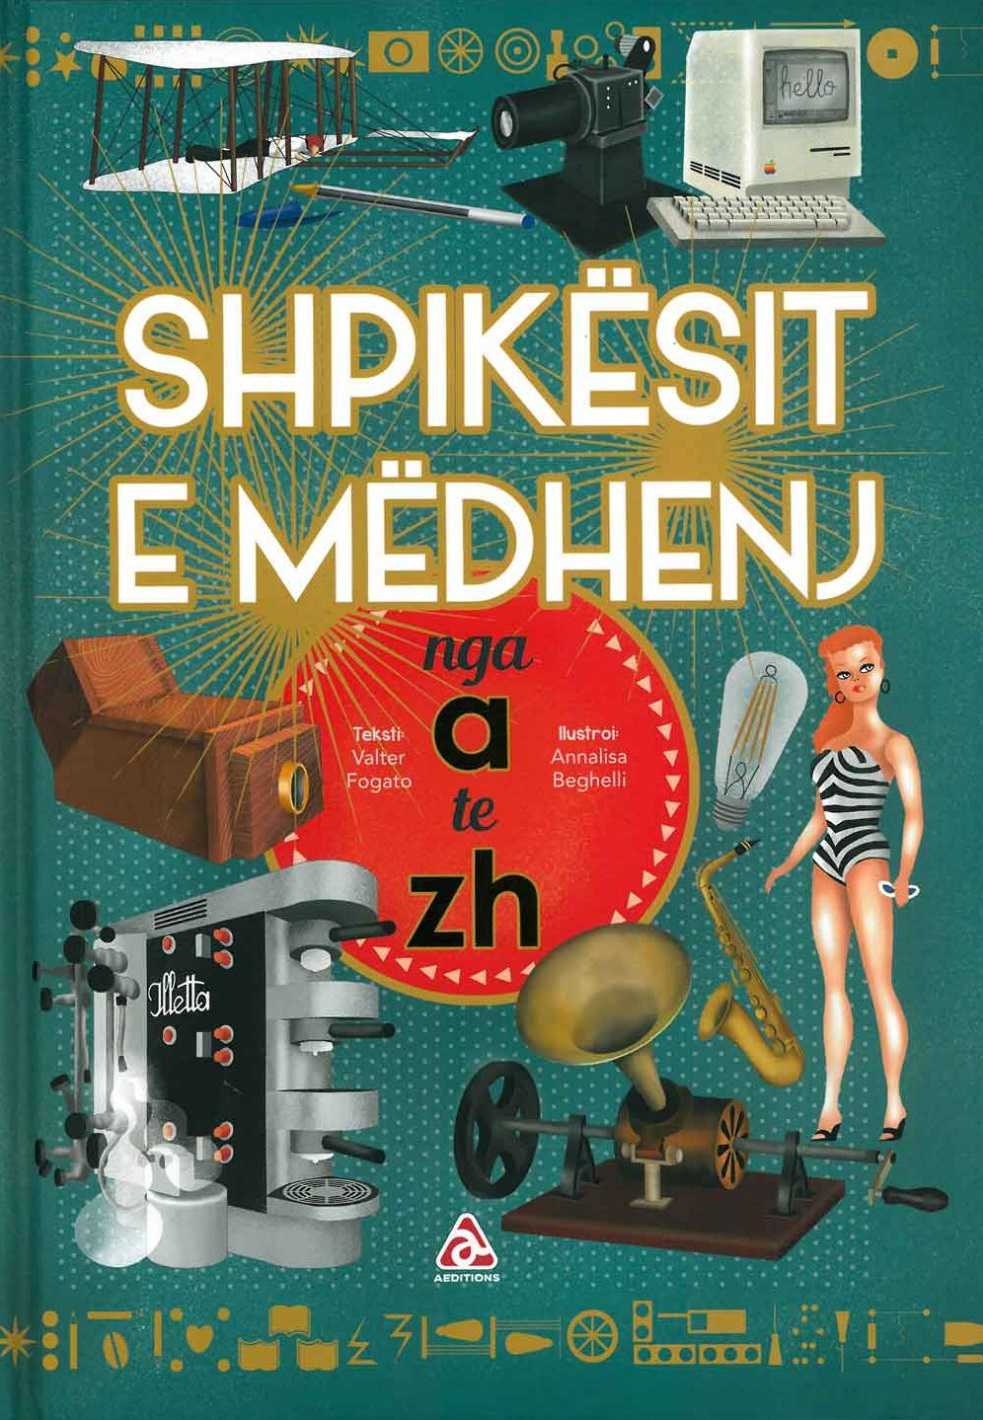 hello
SHPIKËSIT
E MËDHENJ
nga
a
te
zh
Teksti:
Valter
Fogato
Ilustroi:
Annalisa
Beghelli
Illetta
AEDITIONS